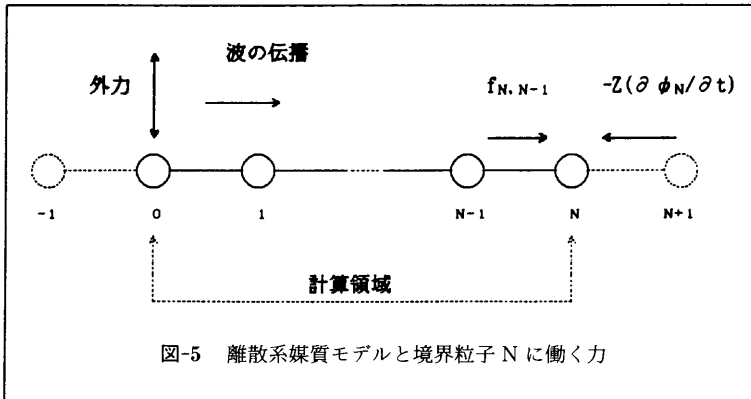 波の伝播
外力
f_{N,N-1}
-Z(∂φ_N/∂t)
-1 0 1 N-1 N N+1
計算領域
図-5 離散系媒質モデルと境界粒子 N に働く力